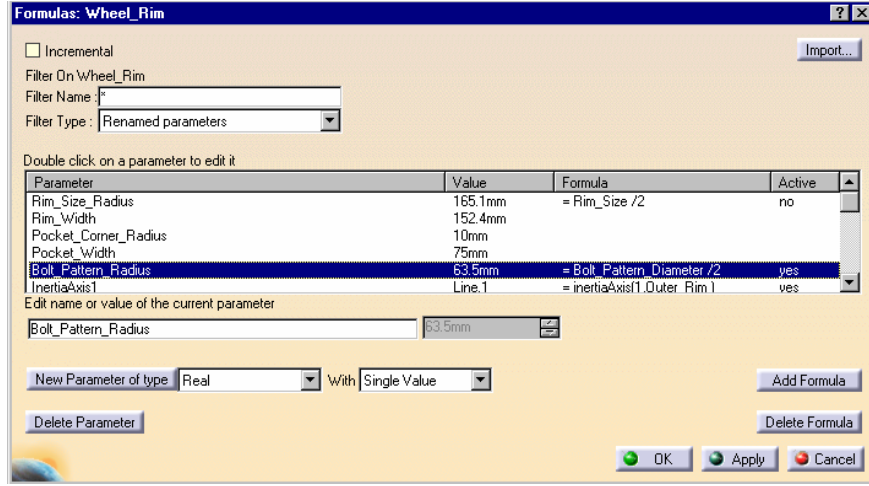 Formulas: Wheel_Rim
Incremental
Import...
Filter On Wheel_Rim
Filter Name : *
Filter Type : Renamed parameters
Double click on a parameter to edit it
Parameter Value Formula Active
Rim_Size_Radius 165.1mm = Rim_Size /2 no
Rim_Width 152.4mm
Pocket_Corner_Radius 10mm
Pocket_Width 75mm
Bolt_Pattern_Radius 63.5mm = Bolt_Pattern_Diameter /2 yes
InertiaAxis1 Line.1 = inertiaAxis(1,Outer_Rim ) yes
Edit name or value of the current parameter
Bolt_Pattern_Radius 63.5mm
New Parameter of type Real With Single Value Add Formula
Delete Parameter Delete Formula
OK Apply Cancel